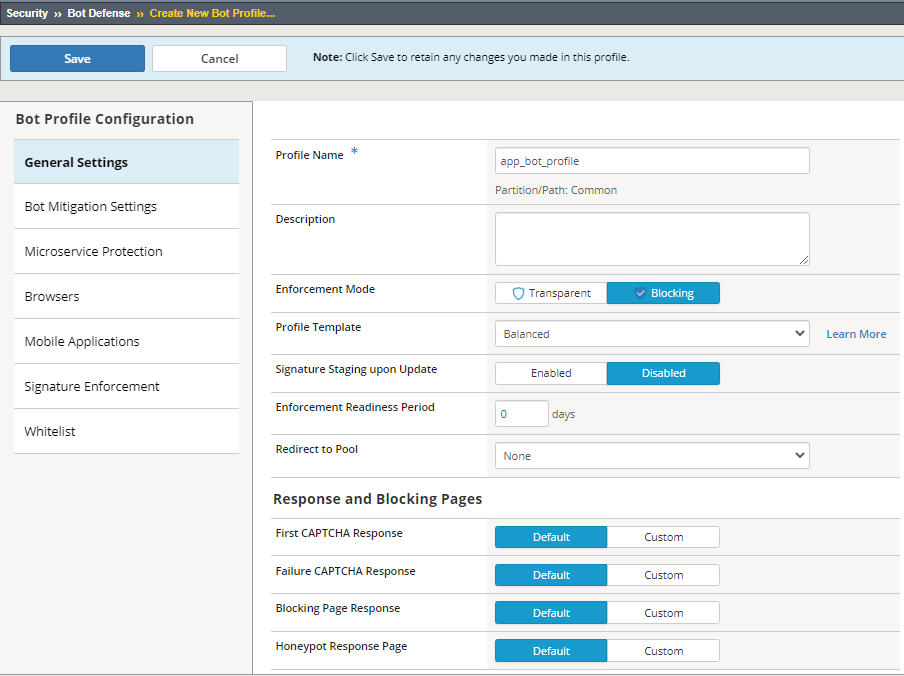 Security ›› Bot Defense ›› Create New Bot Profile...
Save Cancel Note: Click Save to retain any changes you made in this profile.
Bot Profile Configuration
General Settings
Bot Mitigation Settings
Microservice Protection
Browsers
Mobile Applications
Signature Enforcement
Whitelist
Profile Name * app_bot_profile
Partition/Path: Common
Description
Enforcement Mode Transparent Blocking
Profile Template Balanced Learn More
Signature Staging upon Update Enabled Disabled
Enforcement Readiness Period 0 days
Redirect to Pool None
Response and Blocking Pages
First CAPTCHA Response Default Custom
Failure CAPTCHA Response Default Custom
Blocking Page Response Default Custom
Honeypot Response Page Default Custom